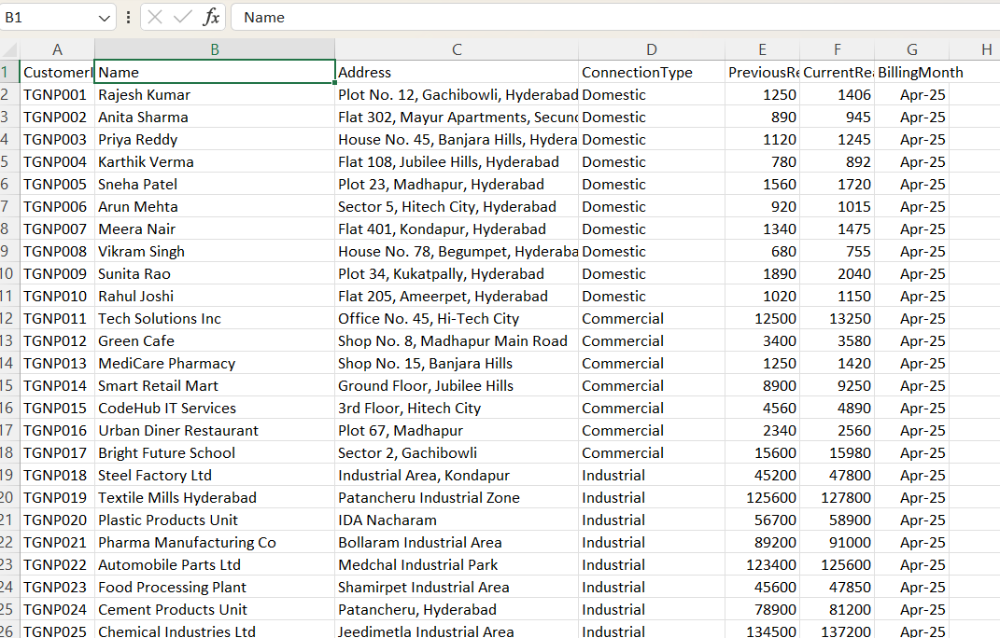 B1 fx Name
A B C D E F G H
1 CustomerI Name Address ConnectionType PreviousRe CurrentRea BillingMonth
2 TGNP001 Rajesh Kumar Plot No. 12, Gachibowli, Hyderabad Domestic 1250 1406 Apr-25
3 TGNP002 Anita Sharma Flat 302, Mayur Apartments, Secund Domestic 890 945 Apr-25
4 TGNP003 Priya Reddy House No. 45, Banjara Hills, Hydera Domestic 1120 1245 Apr-25
5 TGNP004 Karthik Verma Flat 108, Jubilee Hills, Hyderabad Domestic 780 892 Apr-25
6 TGNP005 Sneha Patel Plot 23, Madhapur, Hyderabad Domestic 1560 1720 Apr-25
7 TGNP006 Arun Mehta Sector 5, Hitech City, Hyderabad Domestic 920 1015 Apr-25
8 TGNP007 Meera Nair Flat 401, Kondapur, Hyderabad Domestic 1340 1475 Apr-25
9 TGNP008 Vikram Singh House No. 78, Begumpet, Hyderaba Domestic 680 755 Apr-25
10 TGNP009 Sunita Rao Plot 34, Kukatpally, Hyderabad Domestic 1890 2040 Apr-25
11 TGNP010 Rahul Joshi Flat 205, Ameerpet, Hyderabad Domestic 1020 1150 Apr-25
12 TGNP011 Tech Solutions Inc Office No. 45, Hi-Tech City Commercial 12500 13250 Apr-25
13 TGNP012 Green Cafe Shop No. 8, Madhapur Main Road Commercial 3400 3580 Apr-25
14 TGNP013 MediCare Pharmacy Shop No. 15, Banjara Hills Commercial 1250 1420 Apr-25
15 TGNP014 Smart Retail Mart Ground Floor, Jubilee Hills Commercial 8900 9250 Apr-25
16 TGNP015 CodeHub IT Services 3rd Floor, Hitech City Commercial 4560 4890 Apr-25
17 TGNP016 Urban Diner Restaurant Plot 67, Madhapur Commercial 2340 2560 Apr-25
18 TGNP017 Bright Future School Sector 2, Gachibowli Commercial 15600 15980 Apr-25
19 TGNP018 Steel Factory Ltd Industrial Area, Kondapur Industrial 45200 47800 Apr-25
20 TGNP019 Textile Mills Hyderabad Patancheru Industrial Zone Industrial 125600 127800 Apr-25
21 TGNP020 Plastic Products Unit IDA Nacharam Industrial 56700 58900 Apr-25
22 TGNP021 Pharma Manufacturing Co Bollaram Industrial Area Industrial 89200 91000 Apr-25
23 TGNP022 Automobile Parts Ltd Medchal Industrial Park Industrial 123400 125600 Apr-25
24 TGNP023 Food Processing Plant Shamirpet Industrial Area Industrial 45600 47850 Apr-25
25 TGNP024 Cement Products Unit Patancheru, Hyderabad Industrial 78900 81200 Apr-25
26 TGNP025 Chemical Industries Ltd Jeedimetla Industrial Area Industrial 134500 137200 Apr-25